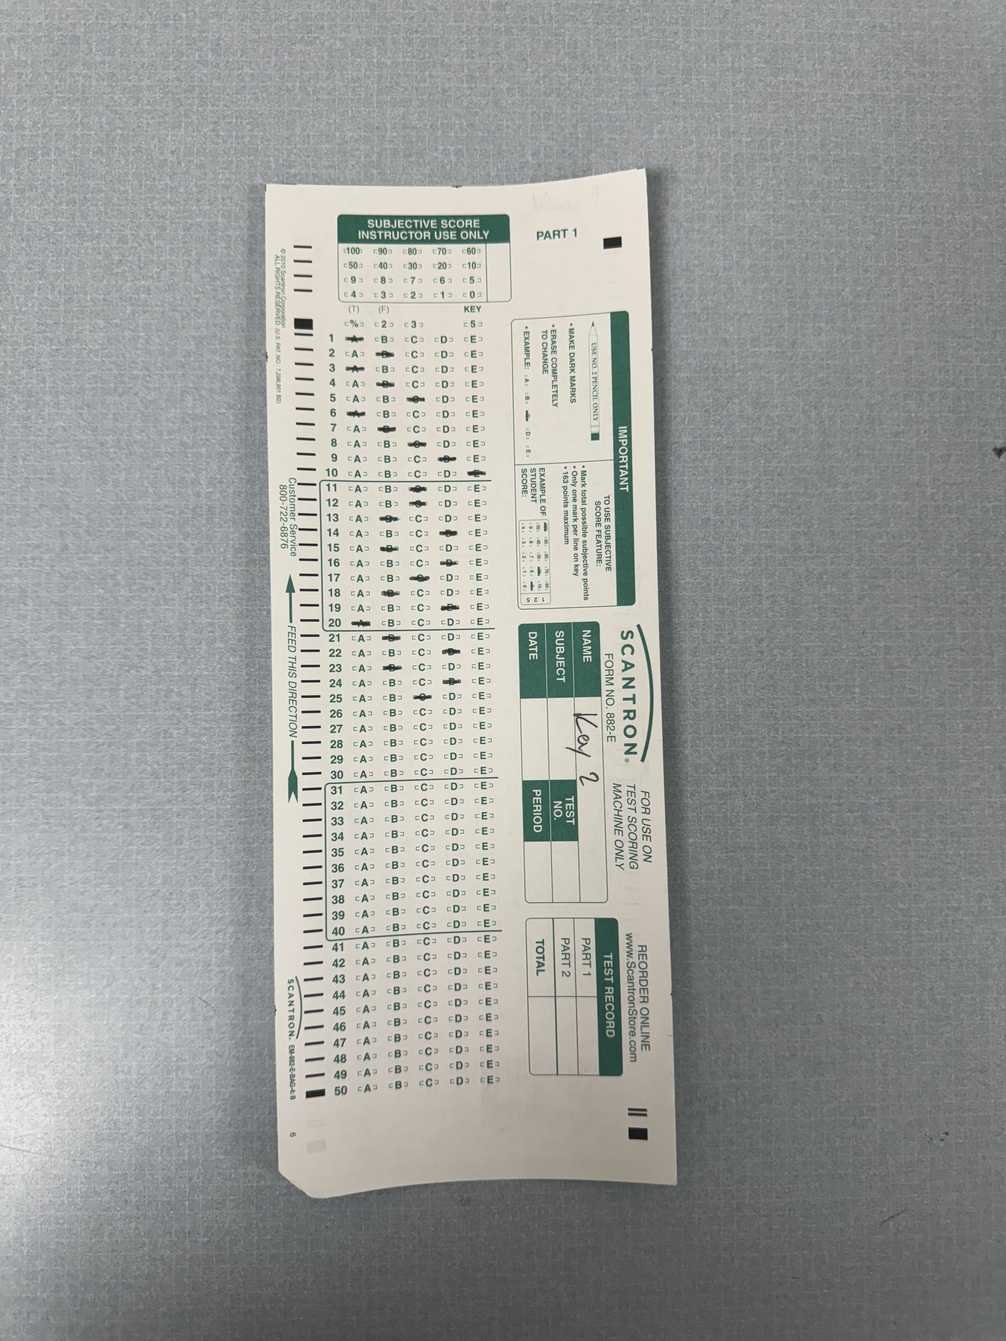 SUBJECTIVE SCORE
INSTRUCTOR USE ONLY
100 90 80 70 60
50 40 30 20 10
9 8 7 6 5
4 3 2 1 0
(T) (F) KEY
% 2 3 5
1 B C D E
2 A C D E
3 B C D E
4 A C D E
5 A B D E
6 B C D E
7 A C D E
8 A B D E
9 A B C E
10 A B C D
11 A B D E
12 A B D E
13 A C D E
14 A B C E
15 A C D E
16 A B C E
17 A B D E
18 A C D E
19 A B C E
20 B C D E
21 A C D E
22 A B C E
23 A C D E
24 A B C E
25 A B D E
26 A B C D E
27 A B C D E
28 A B C D E
29 A B C D E
30 A B C D E
31 A B C D E
32 A B C D E
33 A B C D E
34 A B C D E
35 A B C D E
36 A B C D E
37 A B C D E
38 A B C D E
39 A B C D E
40 A B C D E
41 A B C D E
42 A B C D E
43 A B C D E
44 A B C D E
45 A B C D E
46 A B C D E
47 A B C D E
48 A B C D E
49 A B C D E
50 A B C D E
PART 1
IMPORTANT
USE NO. 2 PENCIL ONLY
• MAKE DARK MARKS
• ERASE COMPLETELY
TO CHANGE
• EXAMPLE: A B D E
TO USE SUBJECTIVE
SCORE FEATURE:
• Mark total possible subjective points
• Only one mark per line on key
• 163 points maximum
EXAMPLE OF
STUDENT
SCORE:
SCANTRON®
FORM NO. 882-E
FOR USE ON
TEST SCORING
MACHINE ONLY
REORDER ONLINE
www.ScantronStore.com
NAME Key 2
SUBJECT
TEST
NO.
DATE
PERIOD
TEST RECORD
PART 1
PART 2
TOTAL
© 2010 Scantron Corporation
ALL RIGHTS RESERVED.
Customer Service
800-722-6876
FEED THIS DIRECTION
SCANTRON.
6